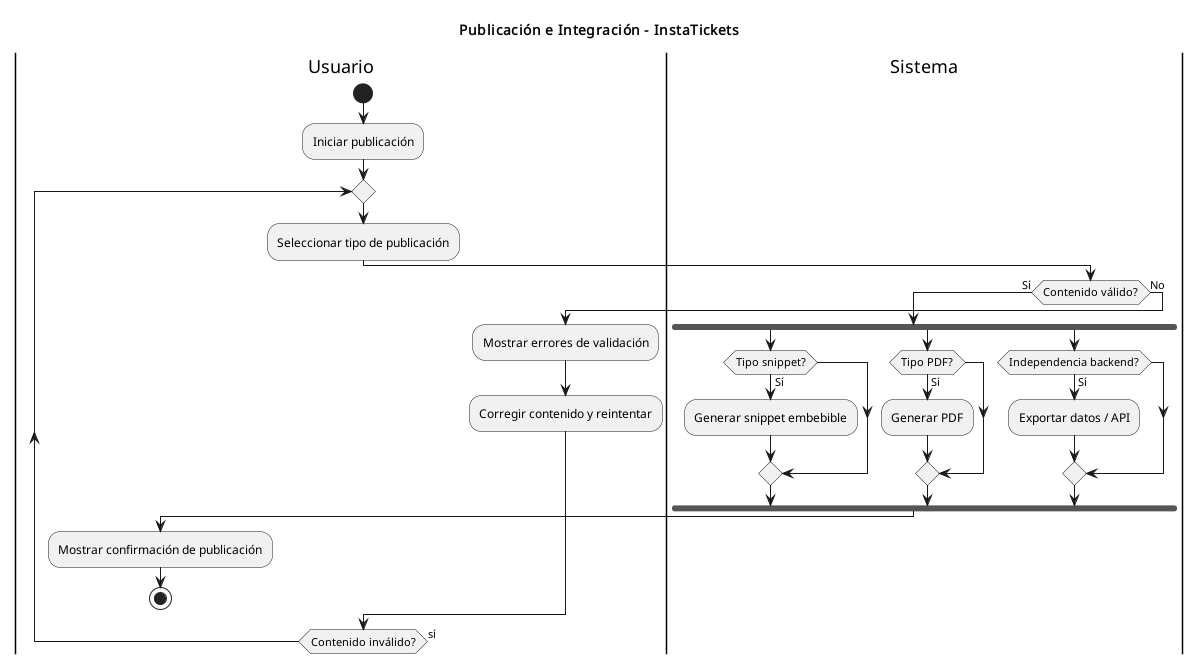 Publicación e Integración - InstaTickets
Usuario
Sistema
Iniciar publicación
Seleccionar tipo de publicación
Contenido válido?
Sí
No
Mostrar errores de validación
Corregir contenido y reintentar
Tipo snippet?
Sí
Generar snippet embebible
Tipo PDF?
Sí
Generar PDF
Independencia backend?
Sí
Exportar datos / API
Mostrar confirmación de publicación
Contenido inválido?
sí